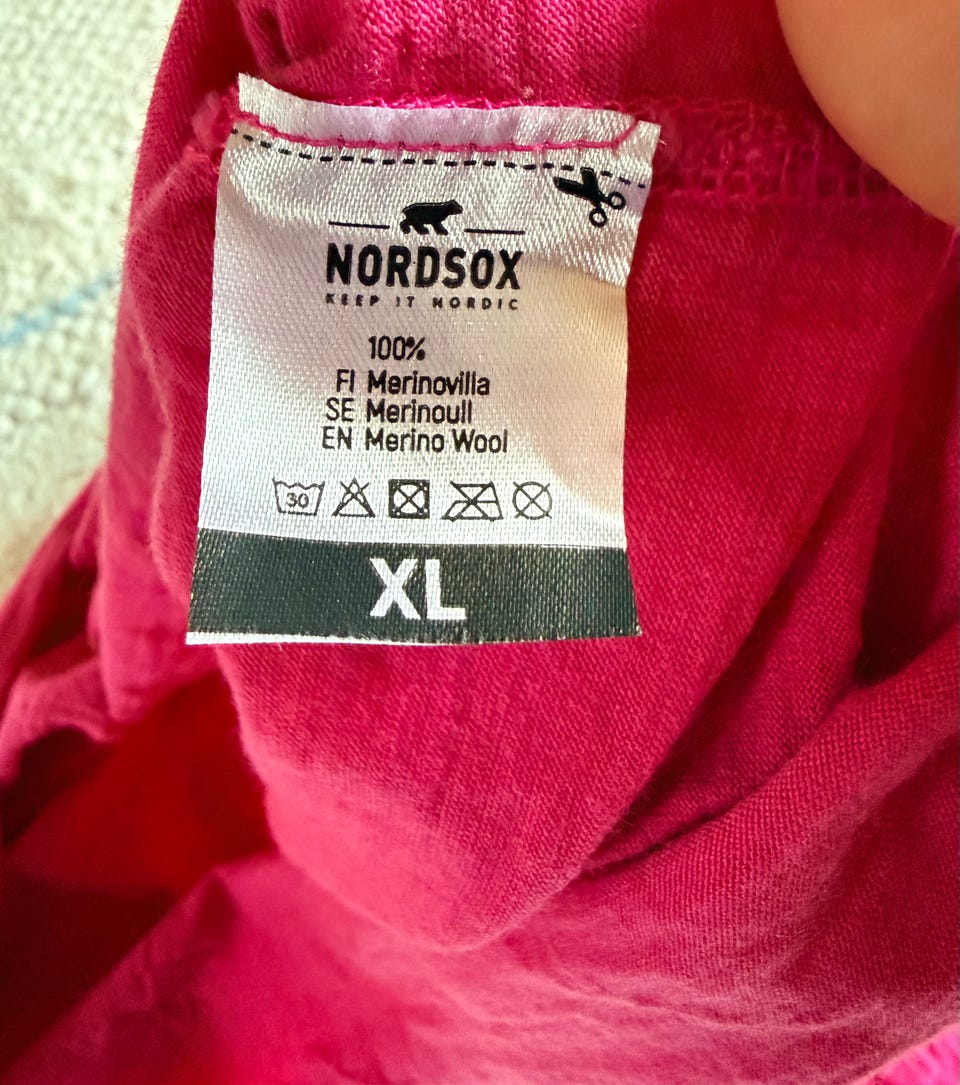 NORDSOX
KEEP IT NORDIC
100%
FI Merinovilla
SE Merinoull
EN Merino Wool
30
XL